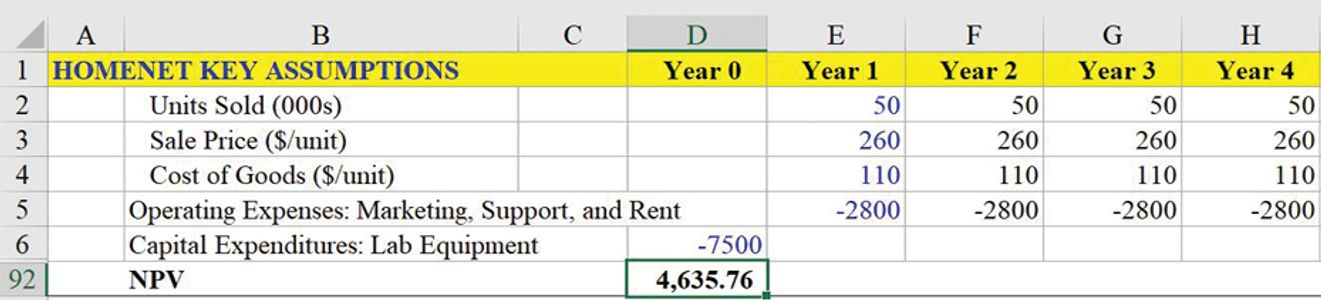 A B C D E F G H
1 HOMENET KEY ASSUMPTIONS Year 0 Year 1 Year 2 Year 3 Year 4
2 Units Sold (000s) 50 50 50 50
3 Sale Price ($/unit) 260 260 260 260
4 Cost of Goods ($/unit) 110 110 110 110
5 Operating Expenses: Marketing, Support, and Rent -2800 -2800 -2800 -2800
6 Capital Expenditures: Lab Equipment -7500
92 NPV 4,635.76